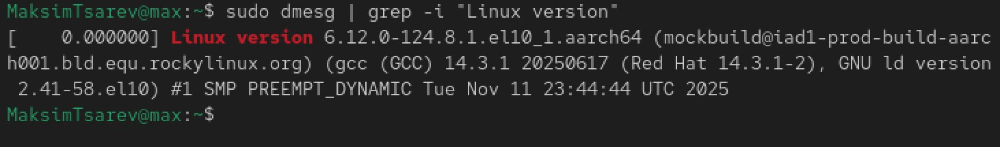 MaksimTsarev@max:~$ sudo dmesg | grep -i "Linux version"
[    0.000000] Linux version 6.12.0-124.8.1.el10_1.aarch64 (mockbuild@iad1-prod-build-aarc
h001.bld.equ.rockylinux.org) (gcc (GCC) 14.3.1 20250617 (Red Hat 14.3.1-2), GNU ld version
 2.41-58.el10) #1 SMP PREEMPT_DYNAMIC Tue Nov 11 23:44:44 UTC 2025
MaksimTsarev@max:~$